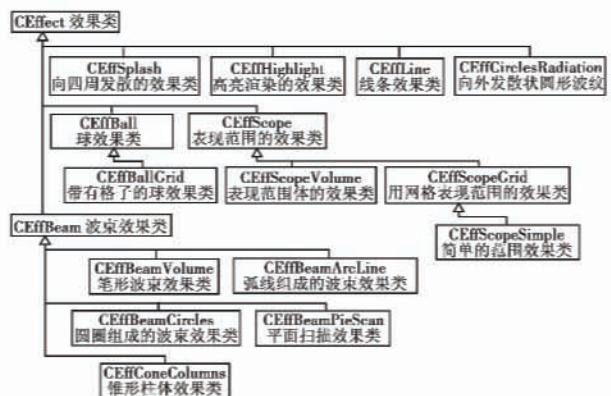 CEffect 效果类
CEffSplash
向四周发散的效果类
CEffHighlight
高亮渲染的效果类
CEffLine
线条效果类
CEffCirclesRadiation
向外发散状圆形波纹
CEffBall
球效果类
CEffScope
表现范围的效果类
CEffBallGrid
带有格子的球效果类
CEffScopeVolume
表现范围体的效果类
CEffScopeGrid
用网格表现范围的效果类
CEffBeam 波束效果类
CEffScopeSimple
简单的范围效果类
CEffBeamVolume
笔形波束效果类
CEffBeamArcLine
弧线组成的波束效果类
CEffBeamCircles
圆圈组成的波束效果类
CEffBeamPieScan
平面扫描效果类
CEffConeColumns
锥形柱体效果类